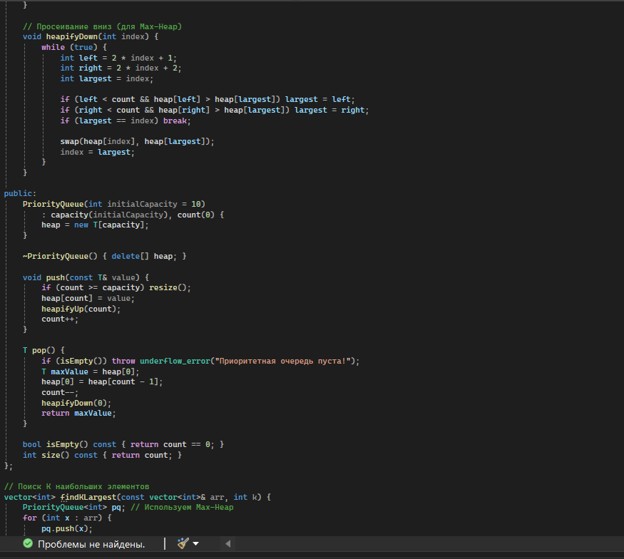 }
// Просеивание вниз (для Max-Heap)
void heapifyDown(int index) {
while (true) {
int left = 2 * index + 1;
int right = 2 * index + 2;
int largest = index;
if (left < count && heap[left] > heap[largest]) largest = left;
if (right < count && heap[right] > heap[largest]) largest = right;
if (largest == index) break;
swap(heap[index], heap[largest]);
index = largest;
}
}
public:
PriorityQueue(int initialCapacity = 10)
: capacity(initialCapacity), count(0) {
heap = new T[capacity];
}
~PriorityQueue() { delete[] heap; }
void push(const T& value) {
if (count >= capacity) resize();
heap[count] = value;
heapifyUp(count);
count++;
}
T pop() {
if (isEmpty()) throw underflow_error("Приоритетная очередь пуста!");
T maxValue = heap[0];
heap[0] = heap[count - 1];
count--;
heapifyDown(0);
return maxValue;
}
bool isEmpty() const { return count == 0; }
int size() const { return count; }
};
// Поиск K наибольших элементов
vector<int> findKLargest(const vector<int>& arr, int k) {
PriorityQueue<int> pq; // Используем Max-Heap
for (int x : arr) {
pq.push(x);
Проблемы не найдены.